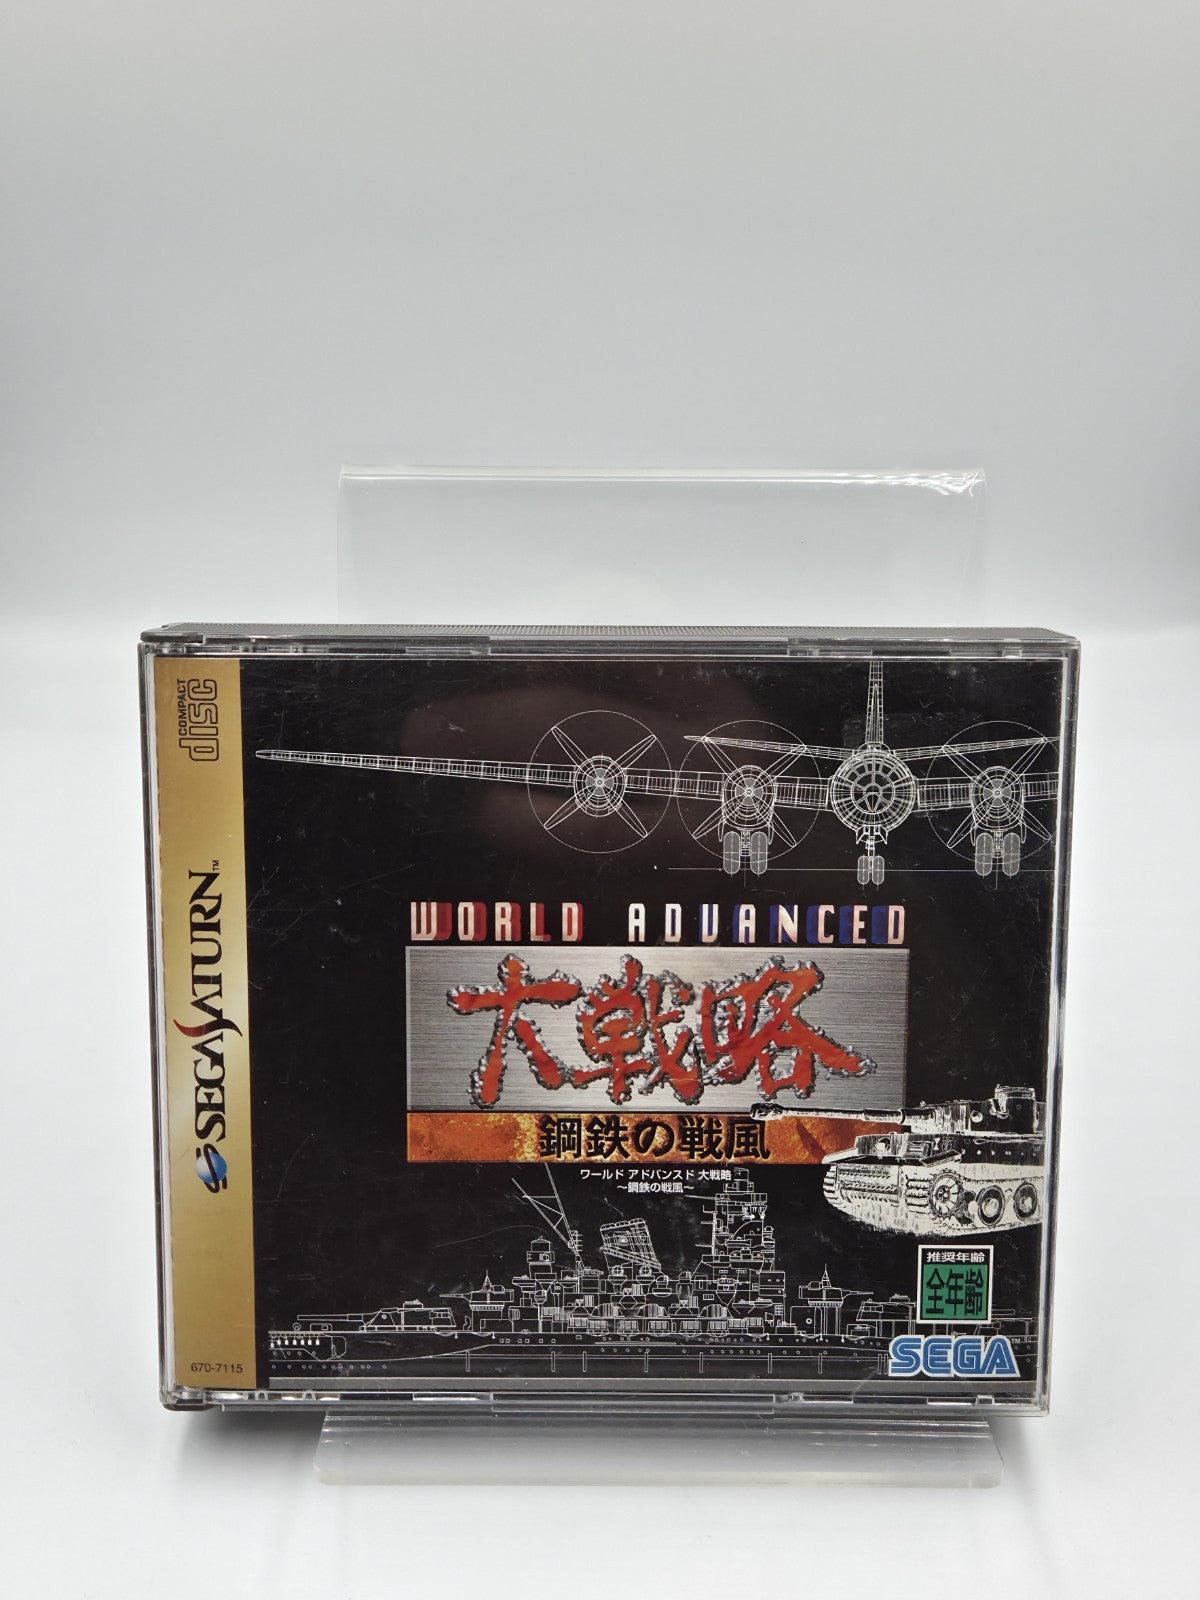 COMPACT
disc
SEGA SATURN™
670-7115
WORLD ADVANCED
大戦略
鋼鉄の戦風
ワールド アドバンスド 大戦略
〜鋼鉄の戦風〜
推奨年齢
全年齢
SEGA™